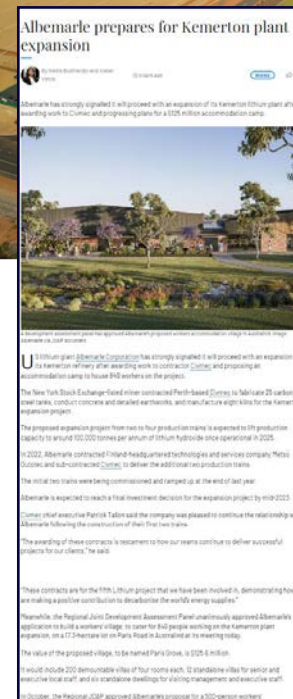 Albemarle prepares for Kemerton plant
expansion
Albemarle has strongly signalled it will proceed with an expansion of its Kemerton lithium plant after
awarding work to Civmec and progressing plans for a $125 million accommodation camp.
A development assessment panel has approved Albemarle's proposed workers accommodation village in Australind. Image:
US lithium giant Albemarle Corporation has strongly signalled it will proceed with an expansion of
its Kemerton refinery after awarding work to contractor Civmec and proposing an
accommodation camp to house 840 workers on the project.
The New York Stock Exchange-listed miner contracted Perth-based Civmec to fabricate 25 carbon
steel tanks, conduct concrete and detailed earthworks, and manufacture eight kilns for the Kemerton
expansion project.
The proposed expansion project from two to four production trains is expected to lift production
capacity to around 100,000 tonnes per annum of lithium hydroxide once operational in 2025.
In 2022, Albemarle contracted Finland-headquartered technologies and services company Metso
Outotec and sub-contracted Civmec to deliver the additional two production trains.
The initial two trains were being commissioned and ramped up at the end of last year.
Albemarle is expected to reach a final investment decision for the expansion project by mid-2023.
Civmec chief executive Patrick Tallon said the company was pleased to continue the relationship with
Albemarle following the construction of their first two trains.
"The awarding of these contracts is testament to how our teams continue to deliver successful
projects for our clients," he said.
"These contracts are for the fifth Lithium project that we have been involved in, demonstrating how
are making a positive contribution to decarbonise the world's energy supplies."
Meanwhile, the Regional Joint Development Assessment Panel unanimously approved Albemarle's
application to build a workers' village, to cater for 840 people working on the Kemerton plant
expansion, on a 17.3-hectare lot on Paris Road in Australind at its meeting today.
The value of the proposed village, to be named Paris Grove, is $125.6 million.
It would include 200 demountable villas of four rooms each, 12 standalone villas for senior and
executive local staff, and six standalone dwellings for visiting management and executive staff.
In October, the Regional JDAP approved Albemarle's proposal for a 500-person workers